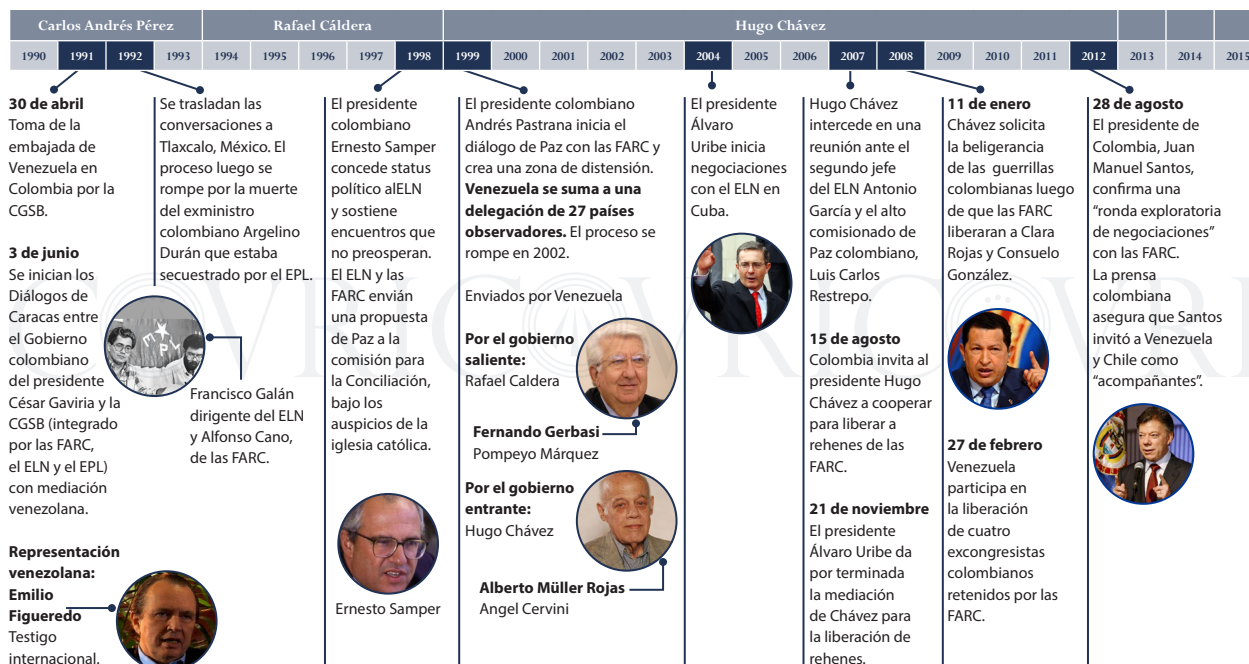 Carlos Andrés Pérez
Rafael Cáldera
Hugo Chávez
1990 1991 1992 1993 1994 1995 1996 1997 1998 1999 2000 2001 2002 2003 2004 2005 2006 2007 2008 2009 2010 2011 2012 2013 2014 2015
30 de abril
Toma de la
embajada de
Venezuela en
Colombia por la
CGSB.
3 de junio
Se inician los
Diálogos de
Caracas entre
el Gobierno
colombiano
del presidente
César Gaviria y la
CGSB (integrado
por las FARC,
el ELN y el EPL)
con mediación
venezolana.
Representación
venezolana:
Emilio
Figueredo
Testigo
internacional.
Se trasladan las
conversaciones a
Tlaxcalo, México. El
proceso luego se
rompe por la muerte
del exministro
colombiano Argelino
Durán que estaba
secuestrado por el EPL.
EPL
Francisco Galán
dirigente del ELN
y Alfonso Cano,
de las FARC.
El presidente
colombiano
Ernesto Samper
concede status
político alELN
y sostiene
encuentros que
no preosperan.
El ELN y las
FARC envián
una propuesta
de Paz a la
comisión para
la Conciliación,
bajo los
auspicios de la
iglesia católica.
Ernesto Samper
El presidente colombiano
Andrés Pastrana inicia el
diálogo de Paz con las FARC y
crea una zona de distensión.
Venezuela se suma a una
delegación de 27 países
observadores. El proceso se
rompe en 2002.
Enviados por Venezuela
Por el gobierno
saliente:
Rafael Caldera
Fernando Gerbasi
Pompeyo Márquez
Por el gobierno
entrante:
Hugo Chávez
Alberto Müller Rojas
Angel Cervini
El presidente
Álvaro
Uribe inicia
negociaciones
con el ELN en
Cuba.
Hugo Chávez
intercede en una
reunión ante el
segundo jefe
del ELN Antonio
García y el alto
comisionado de
Paz colombiano,
Luis Carlos
Restrepo.
15 de agosto
Colombia invita al
presidente Hugo
Chávez a cooperar
para liberar a
rehenes de las
FARC.
21 de noviembre
El presidente
Álvaro Uribe da
por terminada
la mediación
de Chávez para
la liberación de
rehenes.
11 de enero
Chávez solicita
la beligerancia
de las guerrillas
colombianas luego
de que las FARC
liberaran a Clara
Rojas y Consuelo
González.
27 de febrero
Venezuela
participa en
la liberación
de cuatro
excongresistas
colombianos
retenidos por las
FARC.
28 de agosto
El presidente de
Colombia, Juan
Manuel Santos,
confirma una
“ronda exploratoria
de negociaciones”
con las FARC.
La prensa
colombiana
asegura que Santos
invitó a Venezuela
y Chile como
“acompañantes”.